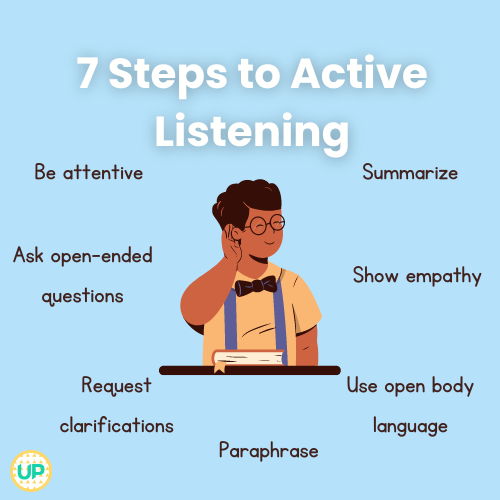 7 Steps to Active
Listening
Be attentive
Summarize
Ask open-ended
questions
Show empathy
Request
clarifications
Use open body
language
Paraphrase
UP